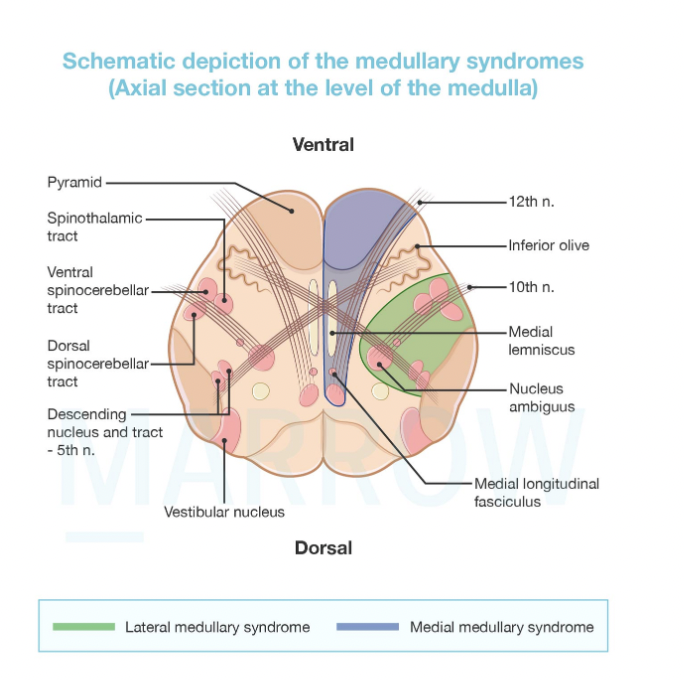 Schematic depiction of the medullary syndromes
(Axial section at the level of the medulla)
Ventral
Pyramid
Spinothalamic
tract
Ventral
spinocerebellar
tract
Dorsal
spinocerebellar
tract
Descending
nucleus and tract
- 5th n.
Vestibular nucleus
12th n.
Inferior olive
10th n.
Medial
lemniscus
Nucleus
ambiguus
Medial longitudinal
fasciculus
MARROW
Dorsal
Lateral medullary syndrome
Medial medullary syndrome